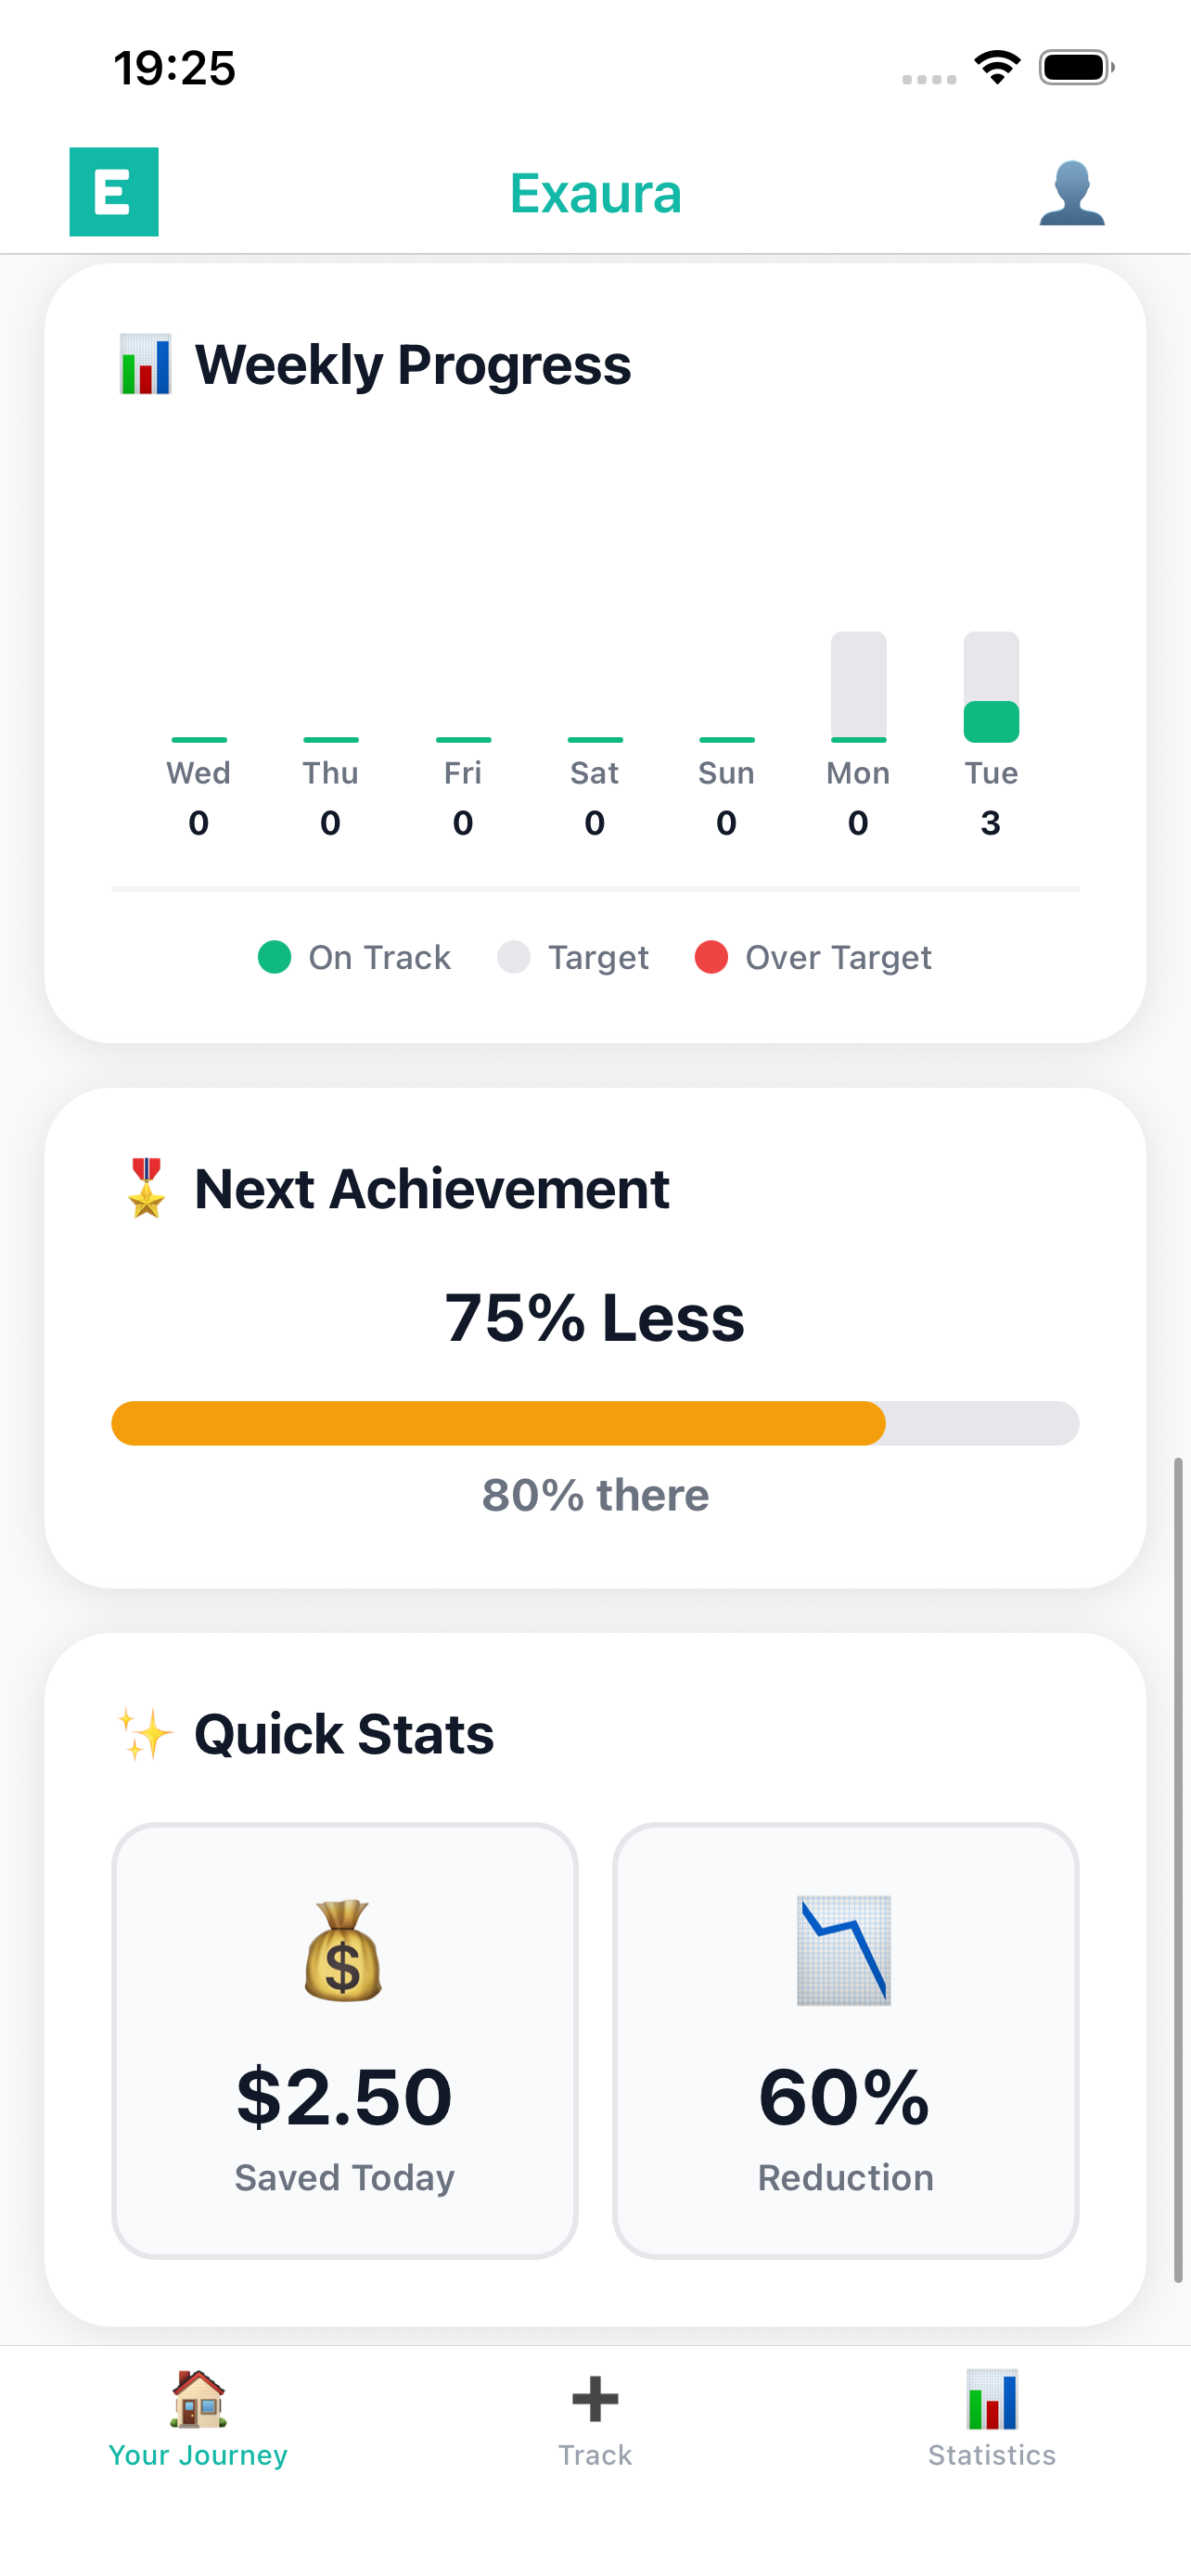 19:25
E
Exaura
Weekly Progress
Wed Thu Fri Sat Sun Mon Tue
0 0 0 0 0 0 3
On Track Target Over Target
Next Achievement
75% Less
80% there
Quick Stats
$
$2.50 60%
Saved Today Reduction
Your Journey Track Statistics